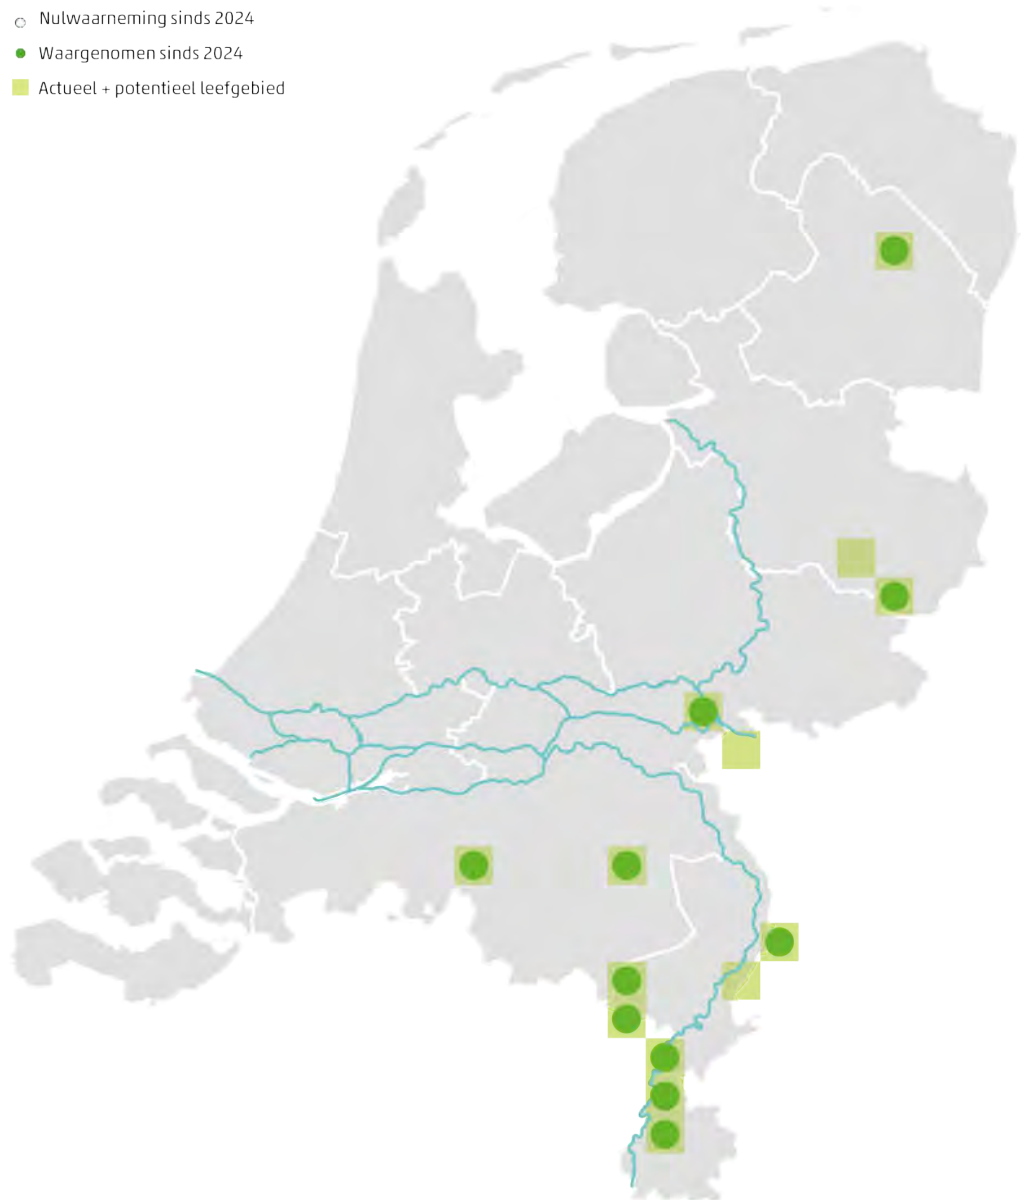 Nulwaarneming sinds 2024
Waargenomen sinds 2024
Actueel + potentieel leefgebied